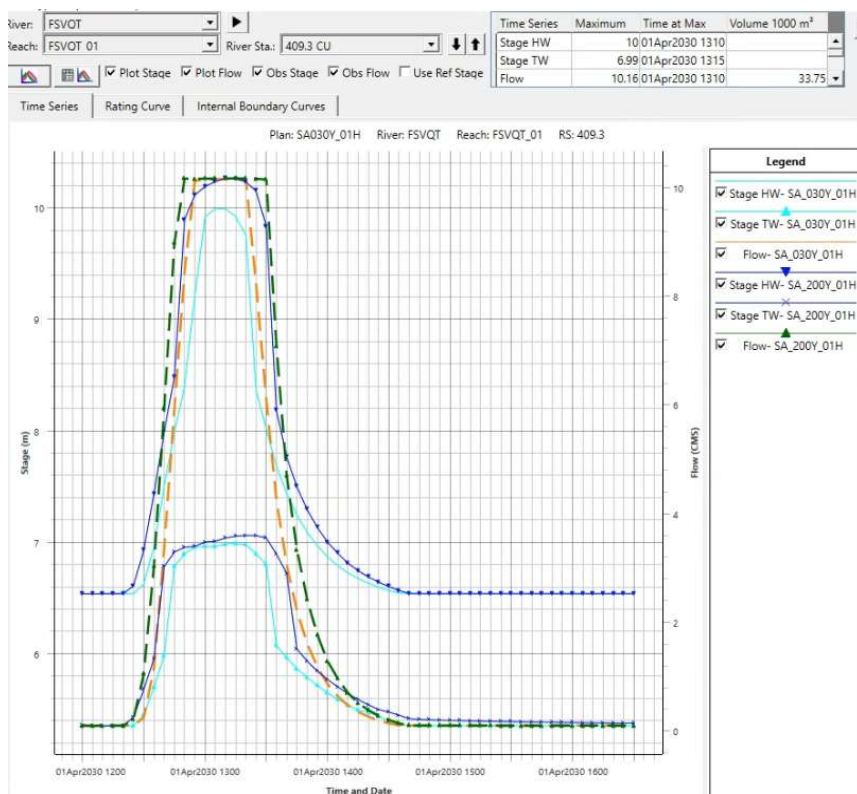 River: FSVQT
Reach: FSVQT 01 River Sta.: 409.3 CU
Plot Stage Plot Flow Obs Stage Obs Flow Use Ref Stage
Time Series Maximum Time at Max Volume 1000 m³
Stage HW 10 01Apr2030 1310
Stage TW 6.99 01Apr2030 1315
Flow 10.16 01Apr2030 1310 33.75
Time Series Rating Curve Internal Boundary Curves
Plan: SA030Y_01H River: FSVQT Reach: FSVQT_01 RS: 409.3
Legend
Stage HW- SA_030Y_01H
Stage TW- SA_030Y_01H
Flow- SA_030Y_01H
Stage HW- SA_200Y_01H
Stage TW- SA_200Y_01H
Flow- SA_200Y_01H
Stage (m)
10
9
8
7
6
Flow (CMS)
10
8
6
4
2
0
01Apr2030 1200 01Apr2030 1300 01Apr2030 1400 01Apr2030 1500 01Apr2030 1600
Time and Date